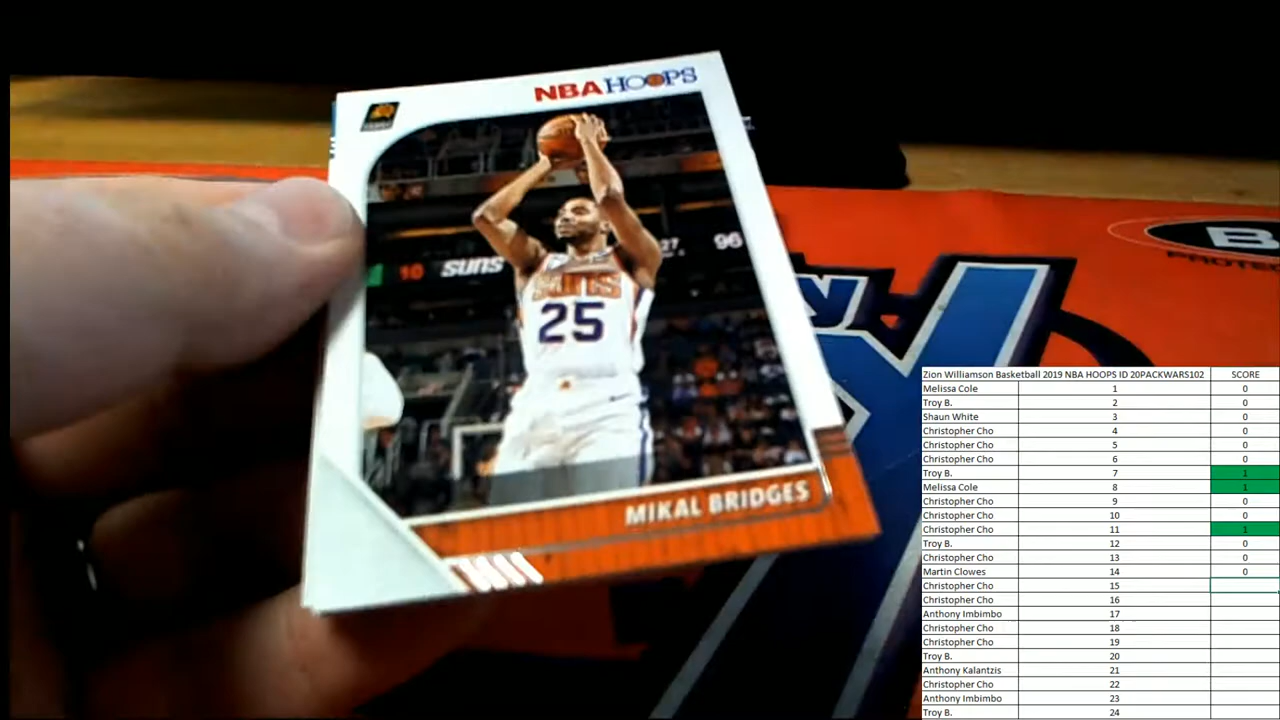 NBA HOOPS
27
96
10 SUNS
SUNS
25
MIKAL BRIDGES
B
PROTE
Zion Williamson Basketball 2019 NBA HOOPS ID 20PACKWARS102 SCORE
Melissa Cole 1 0
Troy B. 2 0
Shaun White 3 0
Christopher Cho 4 0
Christopher Cho 5 0
Christopher Cho 6 0
Troy B. 7 1
Melissa Cole 8 1
Christopher Cho 9 0
Christopher Cho 10 0
Christopher Cho 11 1
Troy B. 12 0
Christopher Cho 13 0
Martin Clowes 14 0
Christopher Cho 15
Christopher Cho 16
Anthony Imbimbo 17
Christopher Cho 18
Christopher Cho 19
Troy B. 20
Anthony Kalantzis 21
Christopher Cho 22
Anthony Imbimbo 23
Troy B. 24